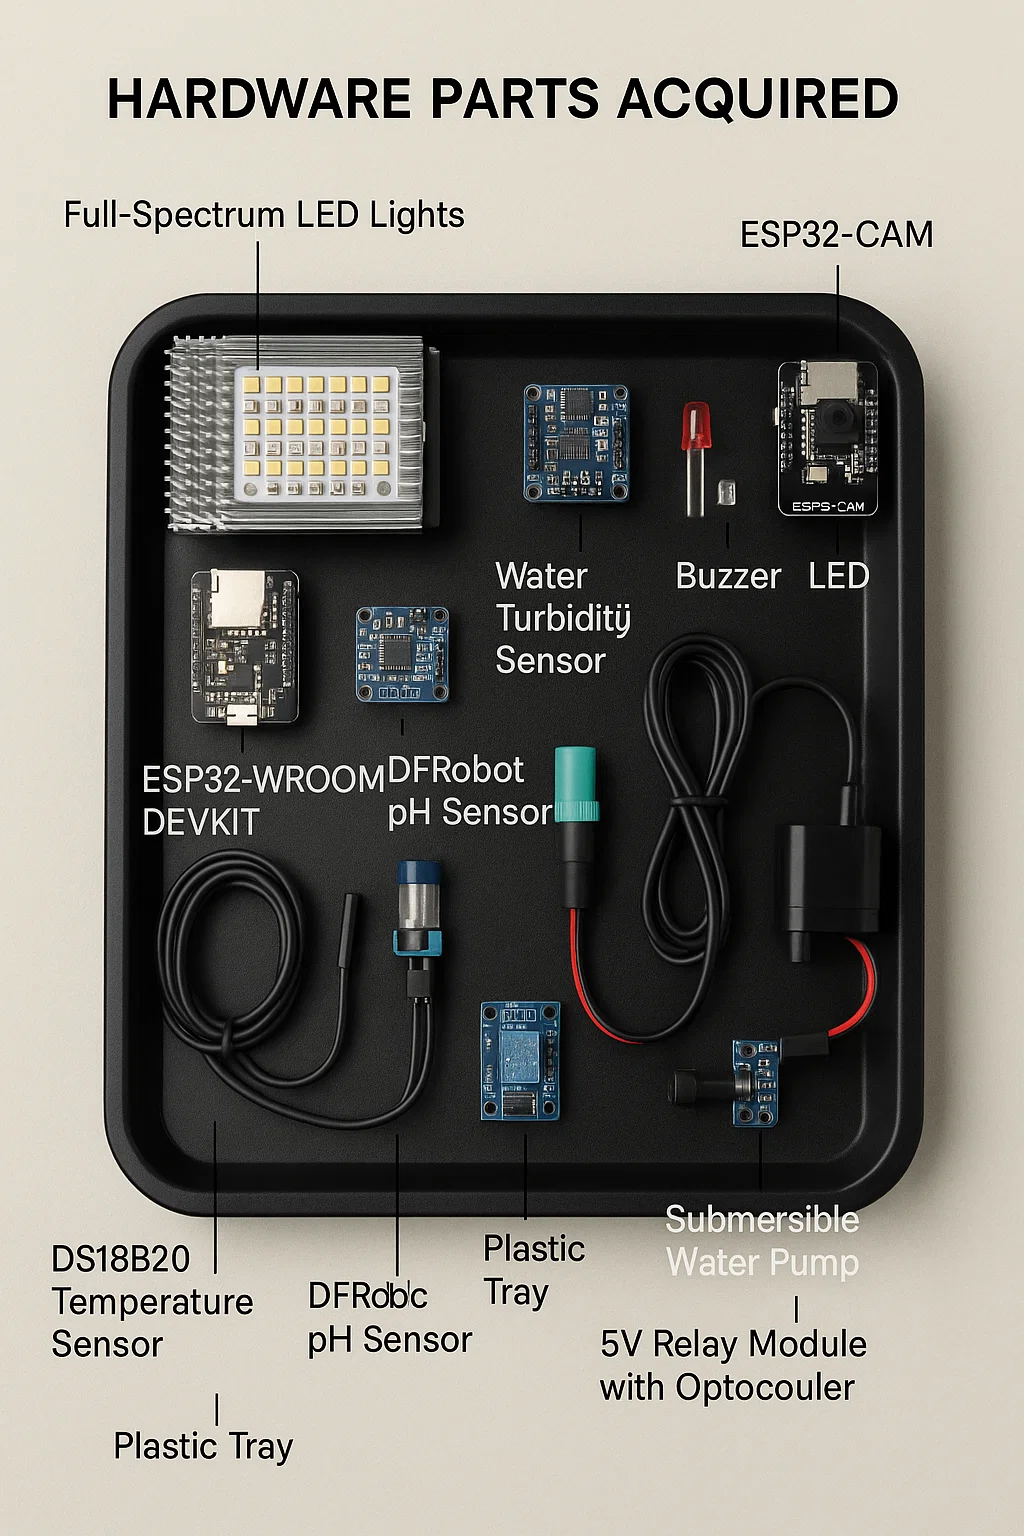 HARDWARE PARTS ACQUIRED
Full-Spectrum LED Lights
ESP32-CAM
ESPS-CAM
Water
Turbiditÿ
Sensor
Buzzer
LED
ESP32-WROOM
DEVKIT
DFRobot
pH Sensor
DS18B20
Temperature
Sensor
pH Sensor
Plastic
Tray
Submersible
Water Pump
5V Relay Module
with Optocouler
Plastic Tray